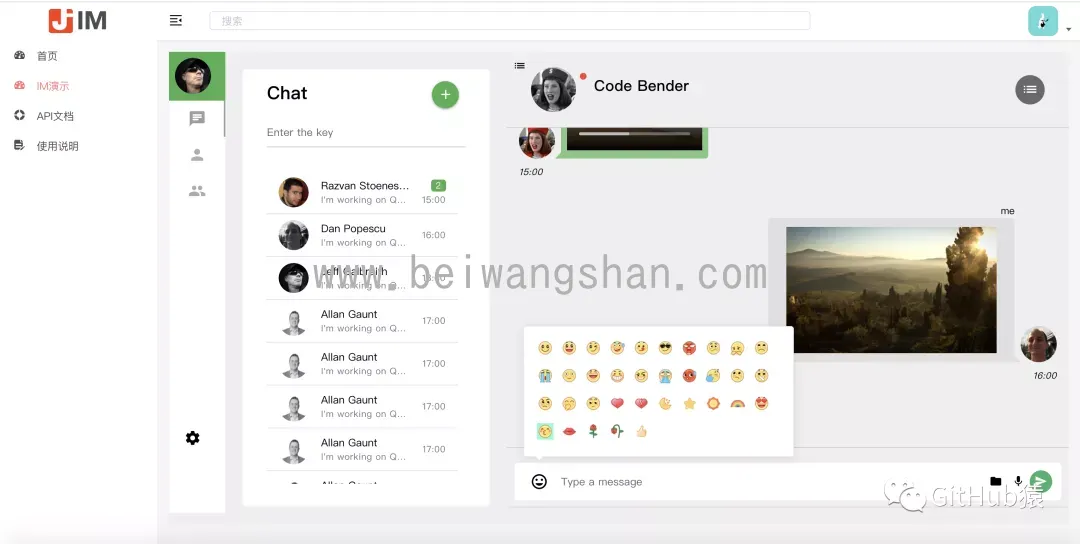 JIM
搜索
首页
IM演示
API文档
使用说明
Chat
Enter the key
Razvan Stoenes... 2
I'm working on Q... 15:00
Dan Popescu
I'm working on Q... 16:00
Jeff Galbraith
I'm working on Q...
Allan Gaunt
I'm working on Q... 17:00
Allan Gaunt
I'm working on Q... 17:00
Allan Gaunt
I'm working on Q... 17:00
Allan Gaunt
I'm working on Q... 17:00
Allan Gaunt
Code Bender
15:00
me
16:00
Type a message
www.beiwangshan.com
GitHub猿